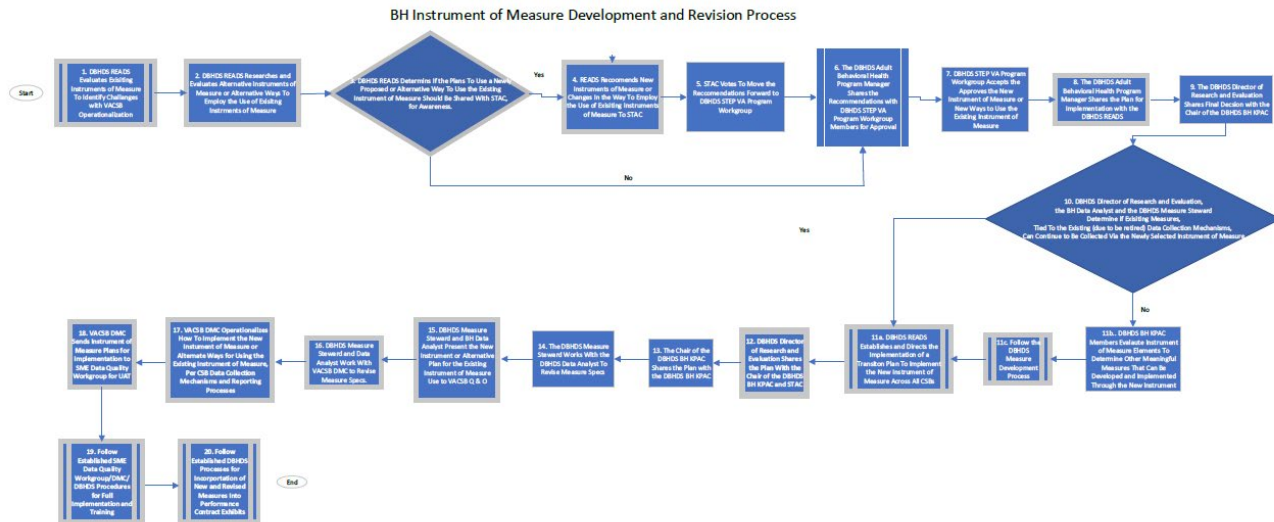 BH Instrument of Measure Development and Revision Process
Start
1. DBHDS READS
Evaluates Exisiting
Instruments of Measure
To Identify Challenges
with VACSB
Operationalization
2. DBHDS READS Researches and
Evaluates Alternative Instruments of
Measure or Alternative Ways To
Employ the Use of Exisiting
Instrments of Measure
3. DBHDS READS Determins If the Plans To Use a New
Proposed or Alternative Way To Use the Exisiting
Instrument of Measure Should Be Shared With STAC,
for Awareness.
Yes
4. READS Reccomends New
Instruments of Measure or
Changes In the Way To Employ
the Use of Exisiting Instruments
of Measure To STAC
5. STAC Votes To Move the
Reccomendations Forward to
DBHDS STEP VA Program
Workgroup
6. The DBHDS Adult
Behavioral Health
Program Manager
Shares the
Recommendations with
DBHDS STEP VA
Program Workgroup
Members for Approval
7. DBHDS STEP VA Program
Workgroup Accepts the
Approves the New
Instrument of Measure or
New Ways to Use the
Existing Instrument of
Measure
8. The DBHDS Adult
Behavioral Health Program
Manager Shares the Plan for
Implementation with the
DBHDS READS
9. The DBHDS Director of
Research and Evaluation
Shares Final Decision with the
Chair of the DBHDS BH KPAC
No
10. DBHDS Director of Research and Evaluation,
the BH Data Analyst and the DBHDS Measure Steward
Determine if Exisiting Measures,
Tied To the Existing (due to be retired) Data Collection Mechanisms,
Can Continue to Be Collected Via the Newly Selected Instrument of Measure
Yes
No
11b.. DBHDS BH KPAC
Members Evaluate Instrument
of Measure Elements To
Determine Other Meaningful
Measures That Can Be
Developed and Implemented
Through the New Instrument
11c. Follow the
DBHDS
Measure
Development
Process
11a. DBHDS READS
Establishes and Directs the
Implementation of a
Transiton Plan To Implement
the New Instrument of
Measure Across All CSBs
12. DBHDS Director
of Research and
Evaluation Shares
the Plan With the
Chair of the DBHDS
BH KPAC and STAC
13. The Chair of the
DBHDS BH KPAC
Shares the Plan with
the DBHDS BH KPAC
14. The DBHDS Measure
Steward Works With the
DBHDS Data Analyst To
Revise Measure Specs
15. DBHDS Measure
Steward and BH Data
Analyst Present the New
Instrument or Alternative
Plan for the Existing
Instrument of Measure
Use to VACSB Q & O
16. DBHDS Measure
Steward and Data
Analyst Work With
VACSB DMC to Revise
Measure Specs.
17. VACSB DMC Operationalizes
How To Implement the New
Instrument of Measure or
Alternate Ways for Using the
Existing Instrument of Measure,
Per CSB Data Collection
Mechanisms and Reporting
Processes
18. VACSB DMC
Sends Instrument of
Measure Plans for
Implementation to
SME Data Quality
Workgroup for UAT
19. Follow
Established SME
Data Quality
Workgroup/DMC/
DBHDS Procedures
for Full
Implementation and
Training
20. Follow
Established DBHDS
Processes for
Incorportation of
New and Revised
Measures Into
Performance
Contract Exhibits
End